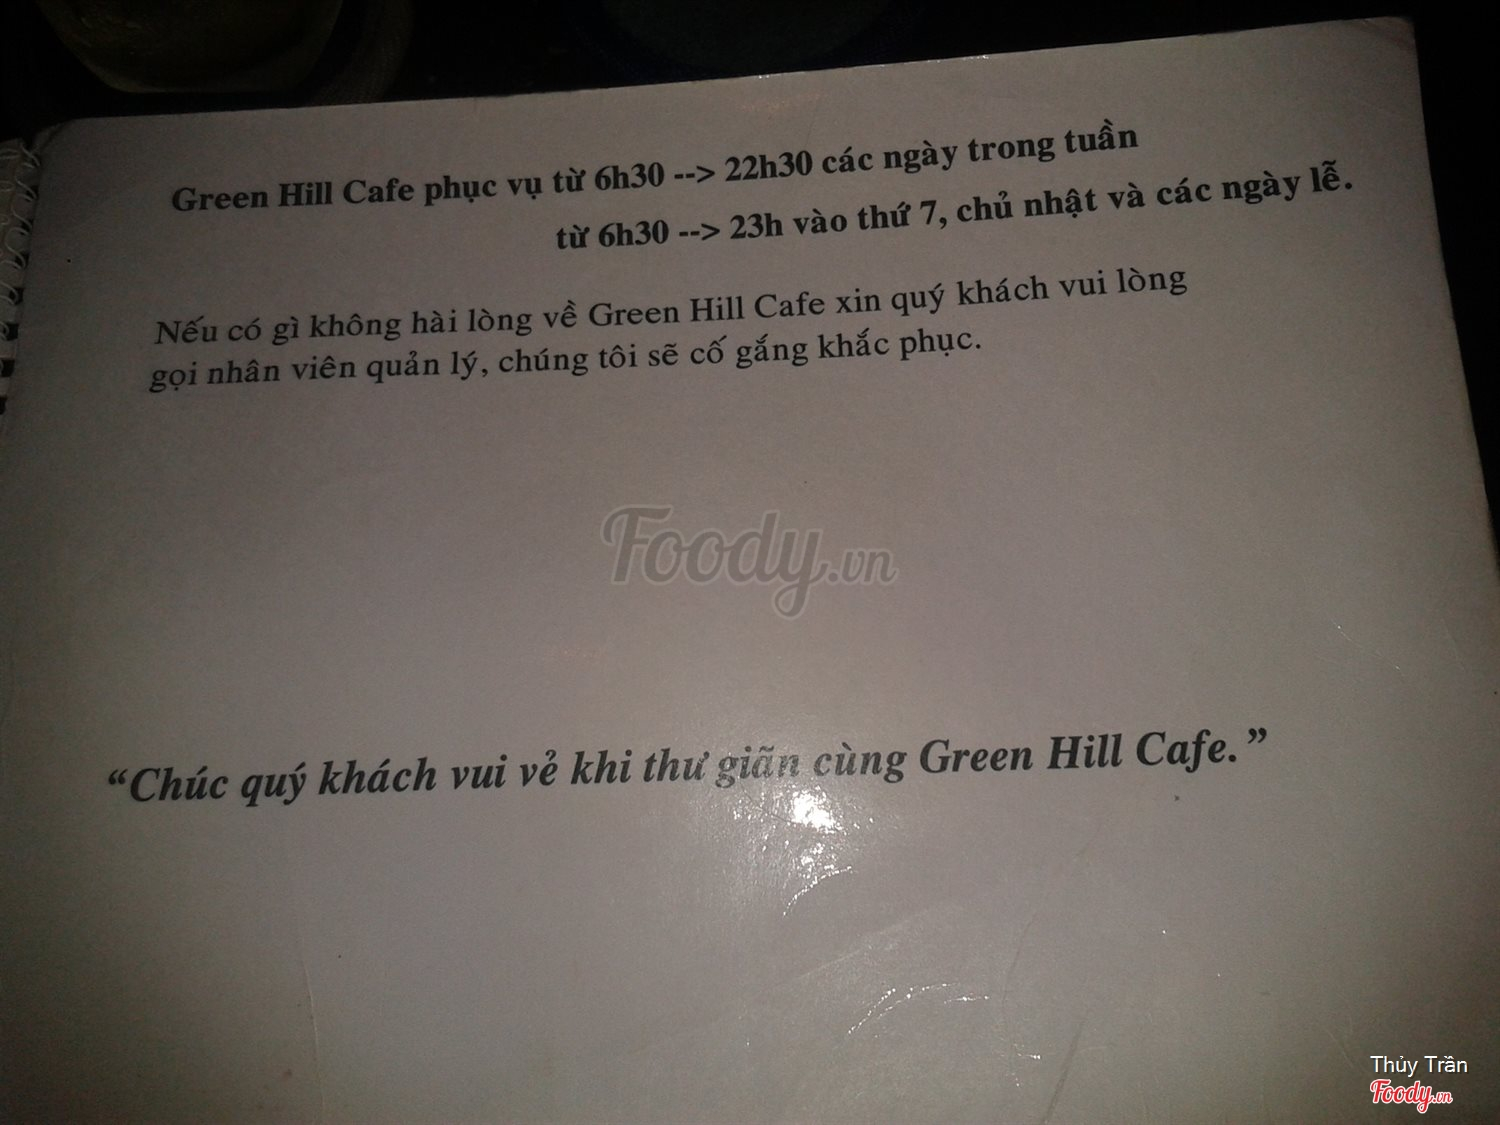 Green Hill Cafe phục vụ từ 6h30 --> 22h30 các ngày trong tuần
từ 6h30 --> 23h vào thứ 7, chủ nhật và các ngày lễ.
Nếu có gì không hài lòng về Green Hill Cafe xin quý khách vui lòng
gọi nhân viên quản lý, chúng tôi sẽ cố gắng khắc phục.
Foody.vn
“Chúc quý khách vui vẻ khi thư giãn cùng Green Hill Cafe.”
Thủy Trần
Foody.vn